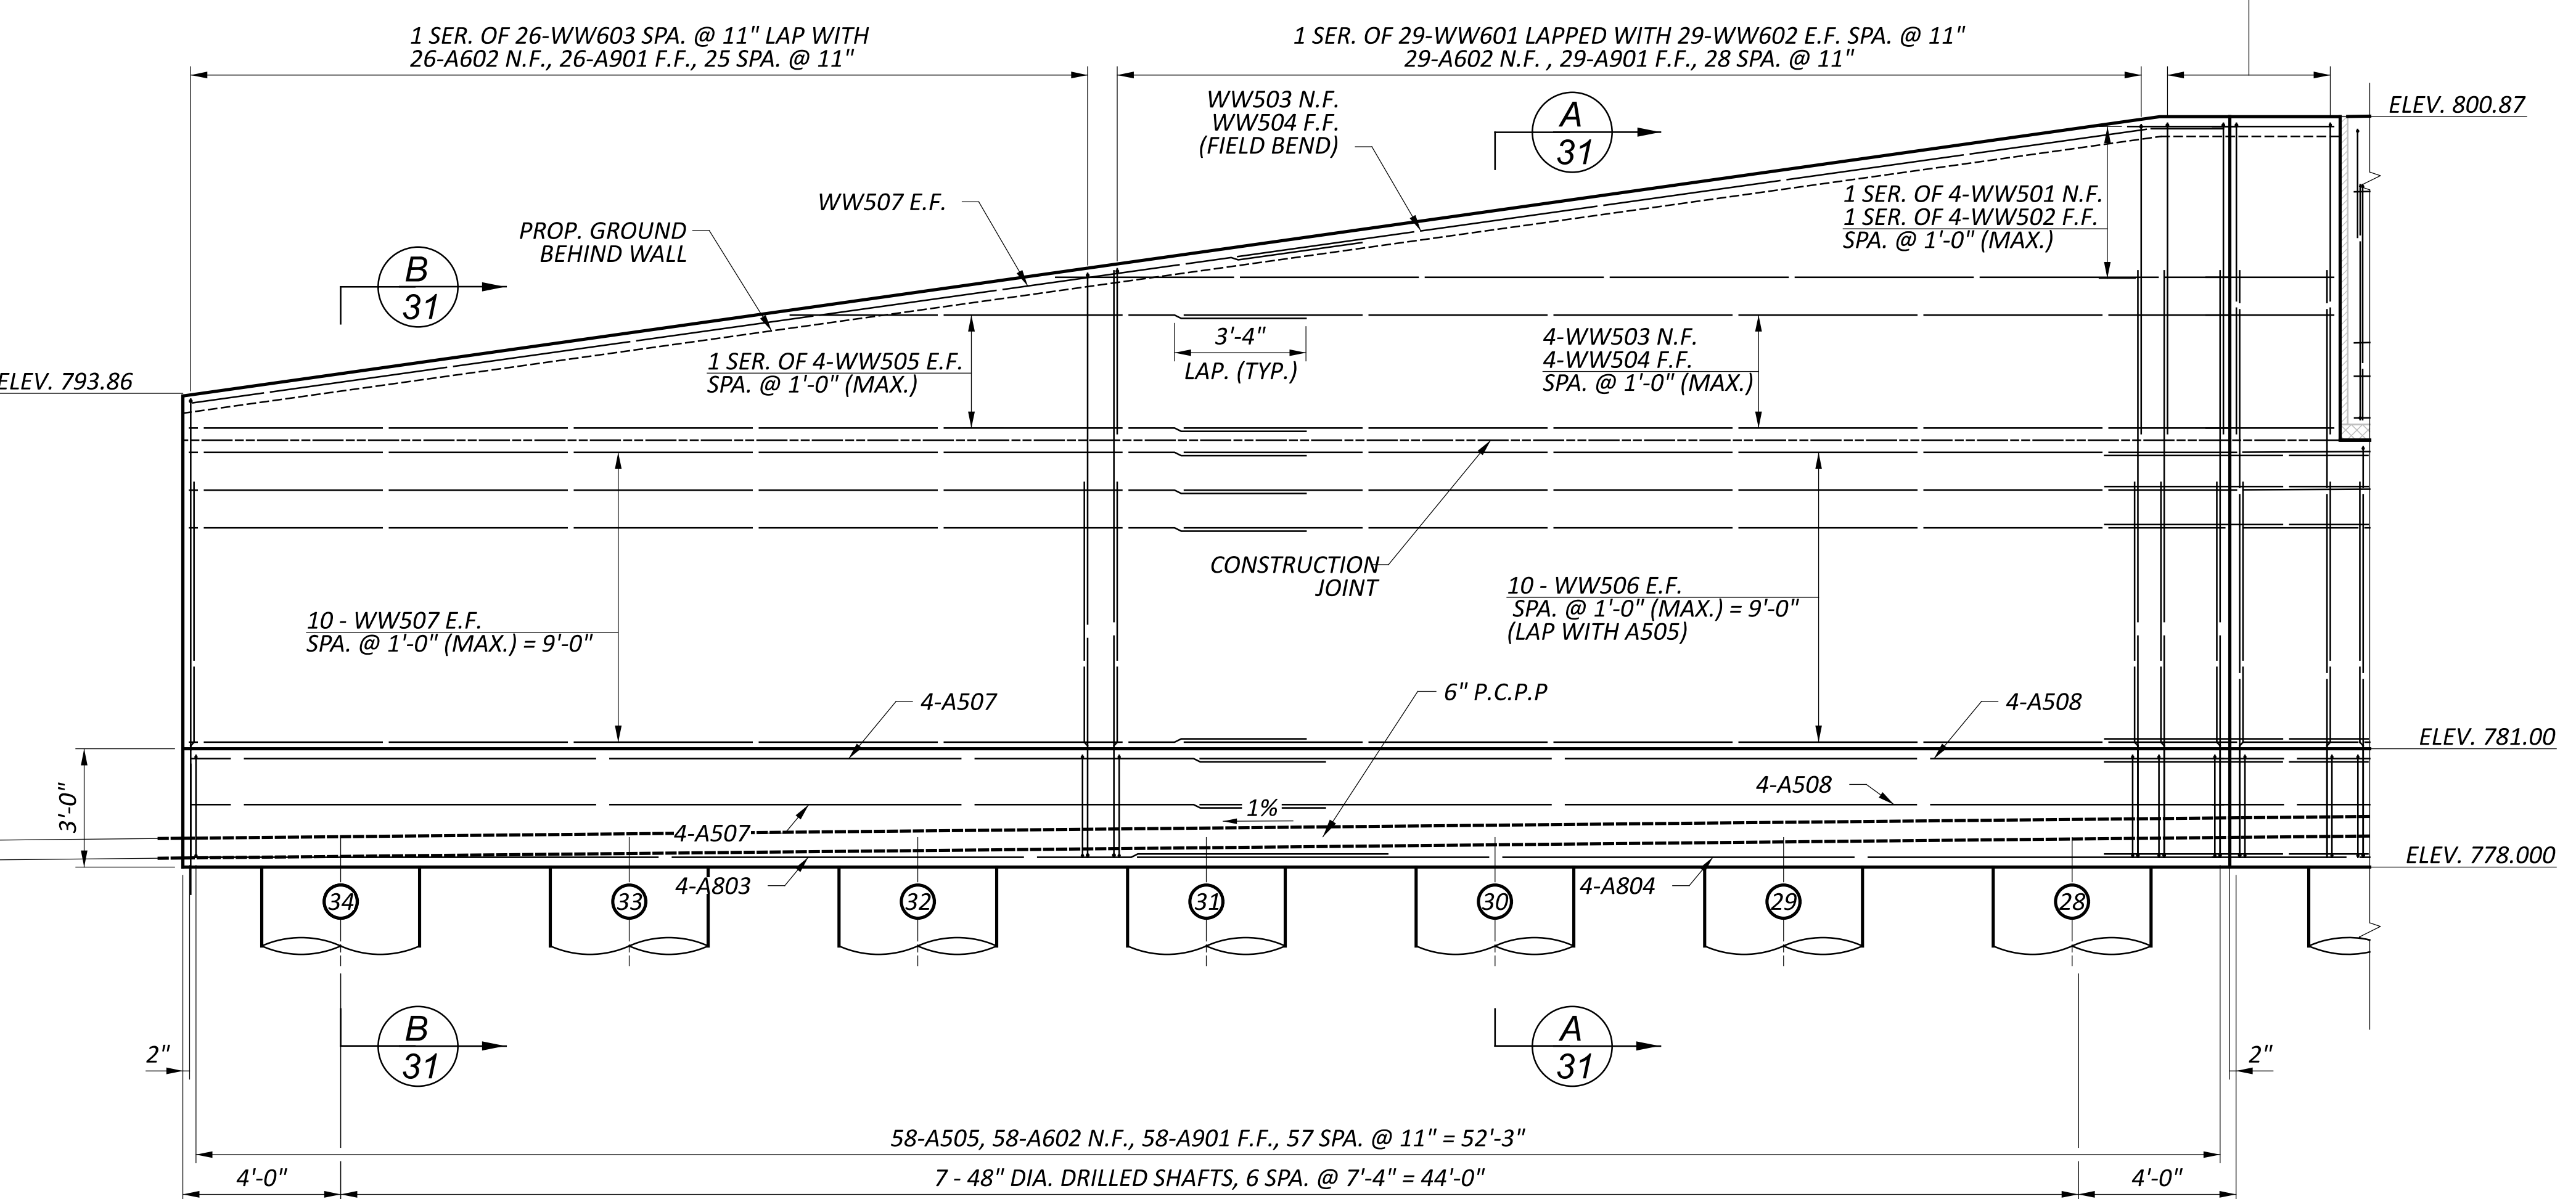 1 SER. OF 26-WW603 SPA. @ 11" LAP WITH
26-A602 N.F., 26-A901 F.F., 25 SPA. @ 11"
1 SER. OF 29-WW601 LAPPED WITH 29-WW602 E.F. SPA. @ 11"
29-A602 N.F. , 29-A901 F.F., 28 SPA. @ 11"
WW503 N.F.
WW504 F.F.
(FIELD BEND)
A
31
ELEV. 800.87
WW507 E.F.
1 SER. OF 4-WW501 N.F.
1 SER. OF 4-WW502 F.F.
SPA. @ 1'-0" (MAX.)
PROP. GROUND
BEHIND WALL
B
31
ELEV. 793.86
1 SER. OF 4-WW505 E.F.
SPA. @ 1'-0" (MAX.)
3'-4"
LAP. (TYP.)
4-WW503 N.F.
4-WW504 F.F.
SPA. @ 1'-0" (MAX.)
CONSTRUCTION
JOINT
10 - WW507 E.F.
SPA. @ 1'-0" (MAX.) = 9'-0"
10 - WW506 E.F.
SPA. @ 1'-0" (MAX.) = 9'-0"
(LAP WITH A505)
4-A507
6" P.C.P.P
4-A508
ELEV. 781.00
3'-0"
4-A507
1%
4-A508
ELEV. 778.000
4-A803
4-A804
34
33
32
31
30
29
28
B
31
A
31
2"
2"
58-A505, 58-A602 N.F., 58-A901 F.F., 57 SPA. @ 11" = 52'-3"
4'-0"
7 - 48" DIA. DRILLED SHAFTS, 6 SPA. @ 7'-4" = 44'-0"
4'-0"